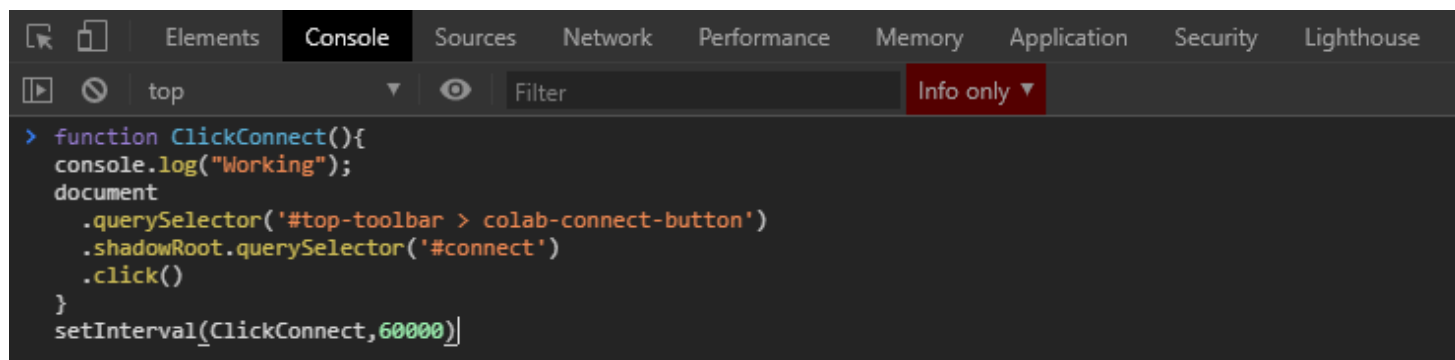 Elements Console Sources Network Performance Memory Application Security Lighthouse
top Filter Info only
> function ClickConnect(){
console.log("Working");
document
  .querySelector('#top-toolbar > colab-connect-button')
  .shadowRoot.querySelector('#connect')
  .click()
}
setInterval(ClickConnect,60000)